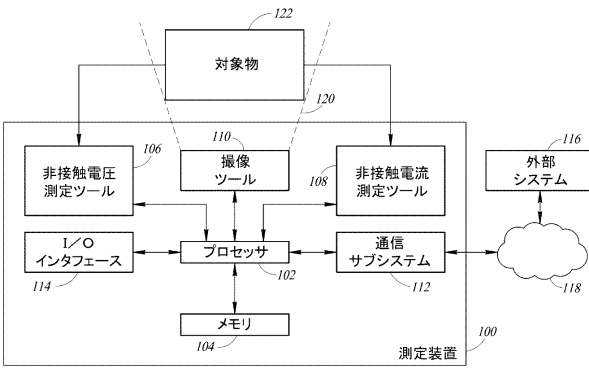 122
対象物
120
106
110
116
非接触電圧
測定ツール
撮像
ツール
108
非接触電流
測定ツール
外部
システム
I/O
インタフェース
プロセッサ
通信
サブシステム
114
102
112
118
メモリ
104
100
測定装置